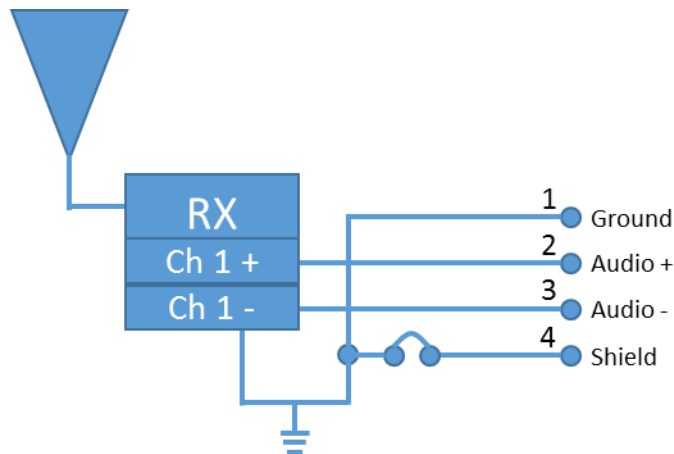 RX
Ch 1 +
Ch 1 -
1
Ground
2
Audio +
3
Audio -
4
Shield